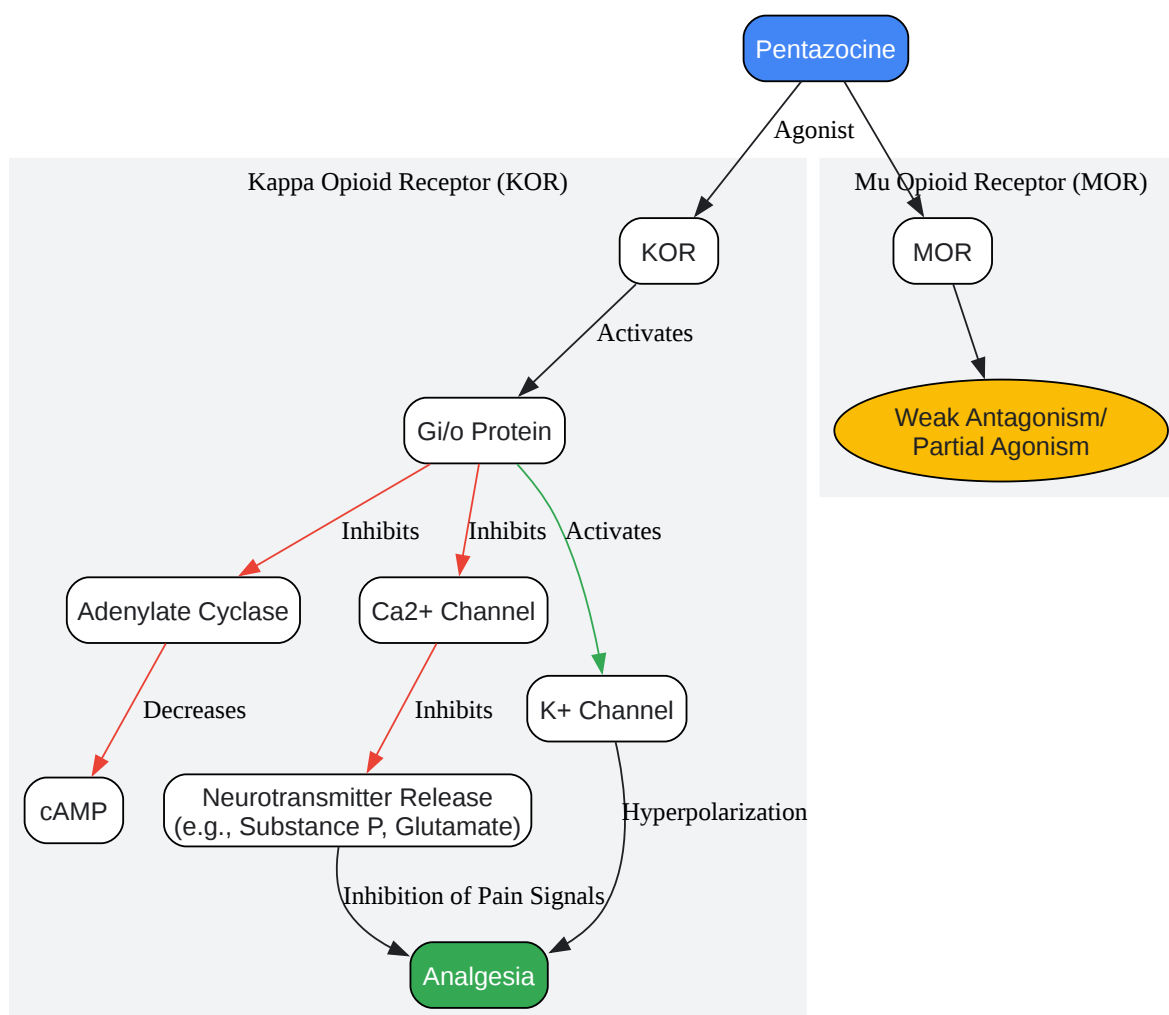 Pentazocine
Agonist
Kappa Opioid Receptor (KOR)
Mu Opioid Receptor (MOR)
KOR
MOR
Activates
Weak Antagonism/
Partial Agonism
Gi/o Protein
Inhibits
Inhibits
Activates
Adenylate Cyclase
Ca2+ Channel
Decreases
Inhibits
K+ Channel
cAMP
Neurotransmitter Release
(e.g., Substance P, Glutamate)
Hyperpolarization
Inhibition of Pain Signals
Analgesia